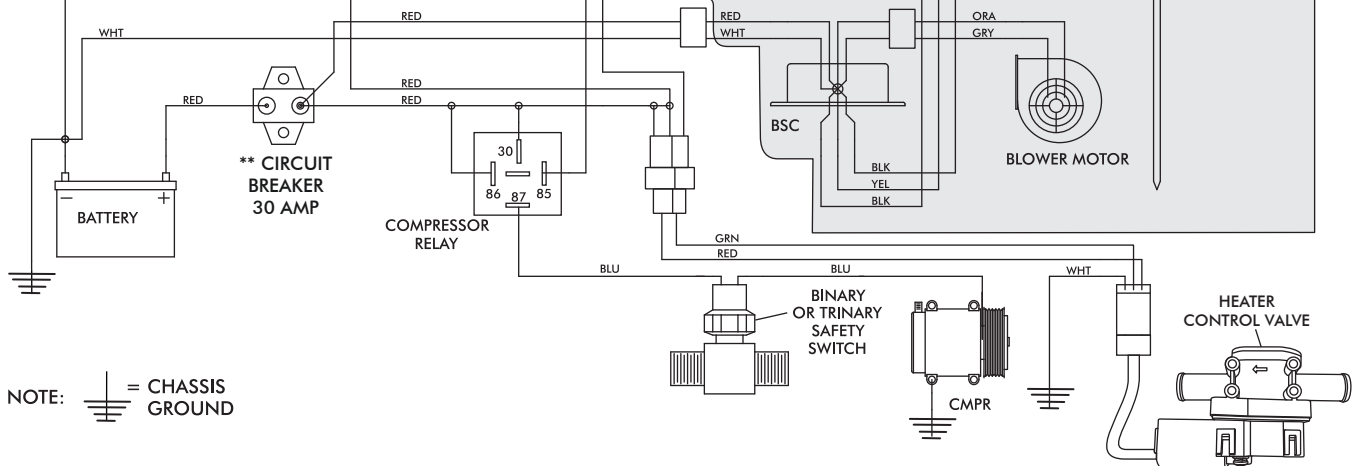 RED
RED
ORA
WHT
WHT
GRY
RED
RED
RED
BSC
BLOWER MOTOR
** CIRCUIT
BREAKER
30 AMP
30
86
87
85
BLK
YEL
BLK
−
+
BATTERY
COMPRESSOR
RELAY
GRN
RED
BLU
BLU
WHT
BINARY
OR TRINARY
SAFETY
SWITCH
HEATER
CONTROL VALVE
CMPR
NOTE:
= CHASSIS
GROUND